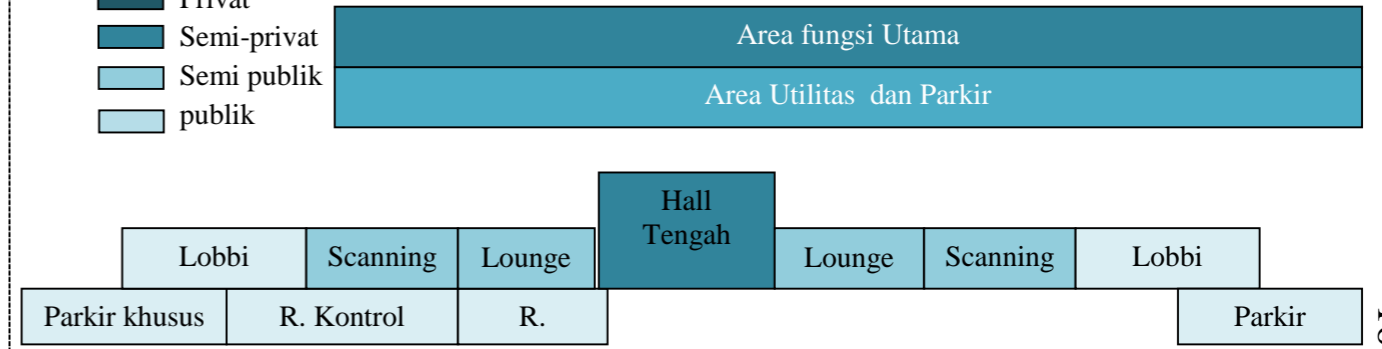 Privat
Semi-privat
Semi publik
publik
Area fungsi Utama
Area Utilitas dan Parkir
Hall
Tengah
Lobbi
Scanning
Lounge
Lounge
Scanning
Lobbi
Parkir khusus
R. Kontrol
R.
Parkir